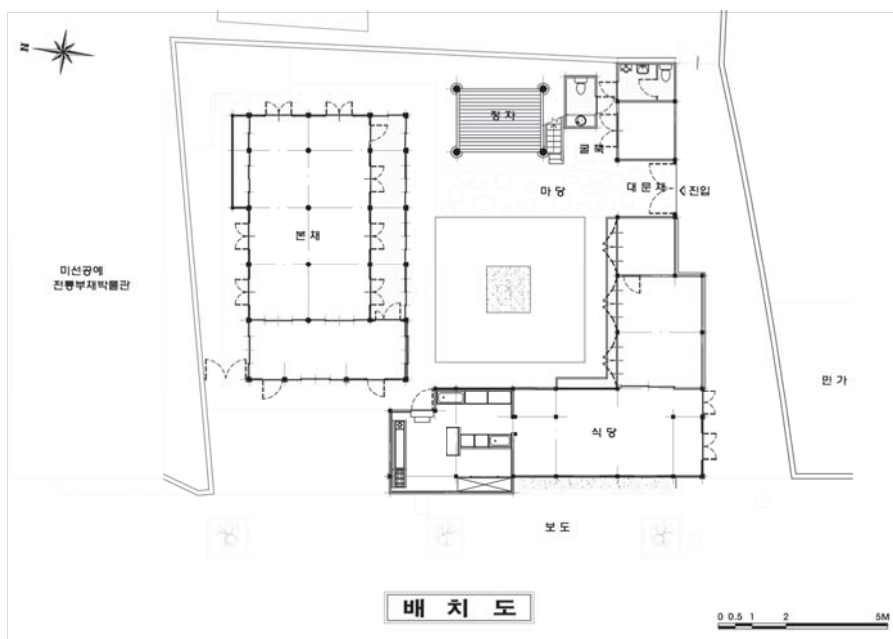 N
정 자
골 목
마 당
대 문 채
진입
본 채
미선공예
전통부채박물관
민 가
식 당
보 도
배 치 도
0 0.5 1 2 5M